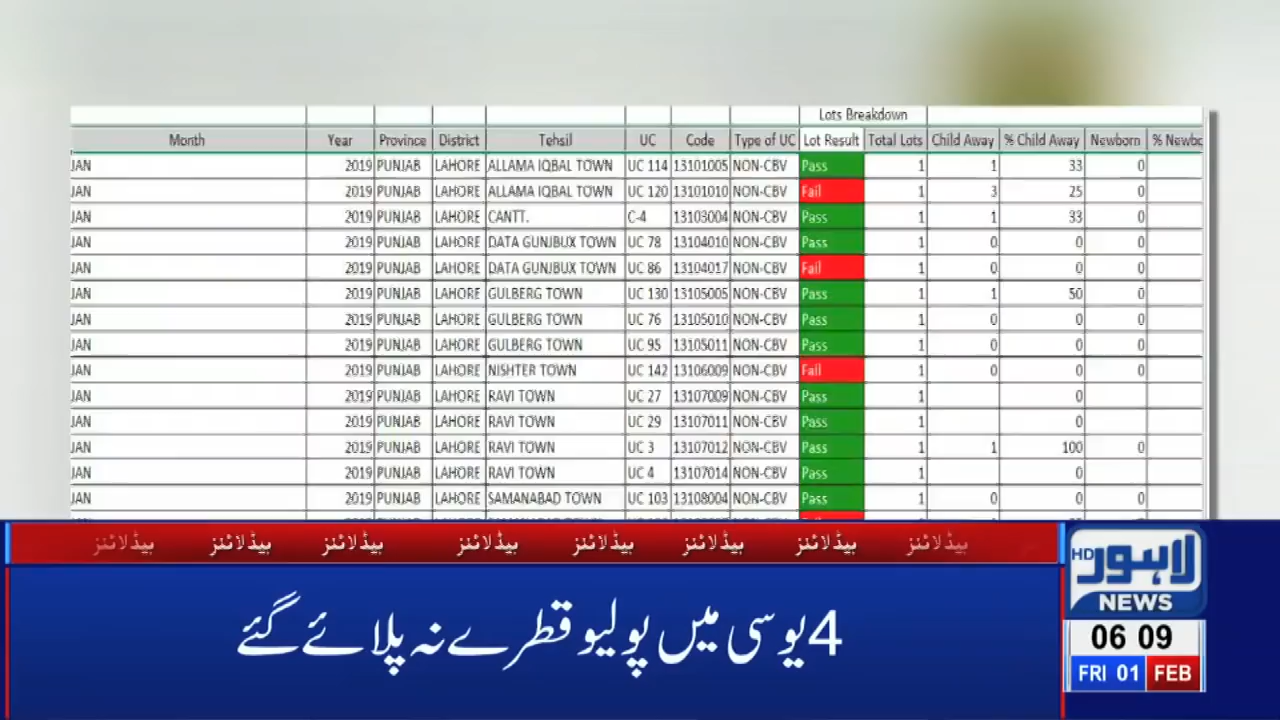 Lots Breakdown
Month Year Province District Tehsil UC Code Type of UC Lot Result Total Lots Child Away % Child Away Newborn % Newbo
JAN 2019 PUNJAB LAHORE ALLAMA IQBAL TOWN UC 114 13101005 NON-CBV Pass 1 1 33 0
JAN 2019 PUNJAB LAHORE ALLAMA IQBAL TOWN UC 120 13101010 NON-CBV Fail 1 3 25 0
JAN 2019 PUNJAB LAHORE CANTT. C-4 13103004 NON-CBV Pass 1 1 33 0
JAN 2019 PUNJAB LAHORE DATA GUNJBUX TOWN UC 78 13104010 NON-CBV Pass 1 0 0 0
JAN 2019 PUNJAB LAHORE DATA GUNJBUX TOWN UC 86 13104017 NON-CBV Fail 1 0 0 0
JAN 2019 PUNJAB LAHORE GULBERG TOWN UC 130 13105005 NON-CBV Pass 1 1 50 0
JAN 2019 PUNJAB LAHORE GULBERG TOWN UC 76 13105010 NON-CBV Pass 1 0 0 0
JAN 2019 PUNJAB LAHORE GULBERG TOWN UC 95 13105011 NON-CBV Pass 1 0 0 0
JAN 2019 PUNJAB LAHORE NISHTER TOWN UC 142 13106009 NON-CBV Fail 1 0 0 0
JAN 2019 PUNJAB LAHORE RAVI TOWN UC 27 13107009 NON-CBV Pass 1 0
JAN 2019 PUNJAB LAHORE RAVI TOWN UC 29 13107011 NON-CBV Pass 1 0
JAN 2019 PUNJAB LAHORE RAVI TOWN UC 3 13107012 NON-CBV Pass 1 1 100 0
JAN 2019 PUNJAB LAHORE RAVI TOWN UC 4 13107014 NON-CBV Pass 1 0
JAN 2019 PUNJAB LAHORE SAMANABAD TOWN UC 103 13108004 NON-CBV Pass 1 0 0 0
ہیڈلائنز ہیڈلائنز ہیڈلائنز ہیڈلائنز ہیڈلائنز ہیڈلائنز ہیڈلائنز ہیڈلائنز
4 یوسی میں پولیو قطرے نہ پلائے گئے
HD لاہور
NEWS
06 09
FRI 01 FEB